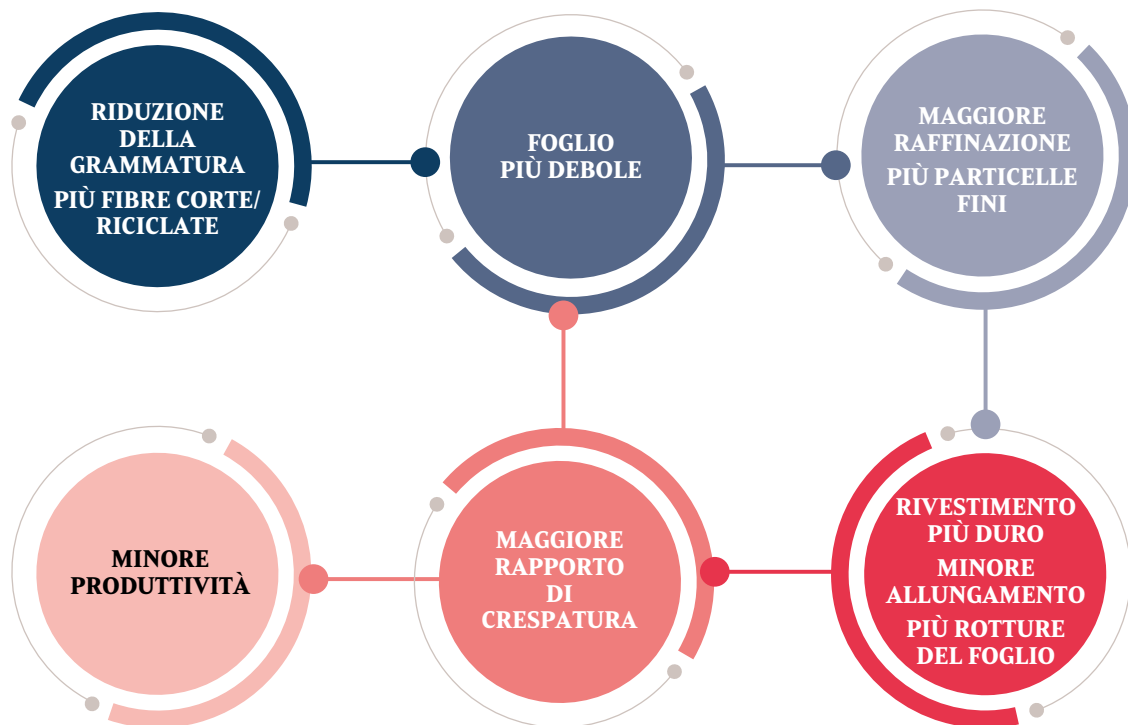 RIDUZIONE
DELLA
GRAMMATURA
PIÙ FIBRE CORTE/
RICICLATE
FOGLIO
PIÙ DEBOLE
MAGGIORE
RAFFINAZIONE
PIÙ PARTICELLE
FINI
MINORE
PRODUTTIVITÀ
MAGGIORE
RAPPORTO
DI
CRESPATURA
RIVESTIMENTO
PIÙ DURO
MINORE
ALLUNGAMENTO
PIÙ ROTTURE
DEL FOGLIO